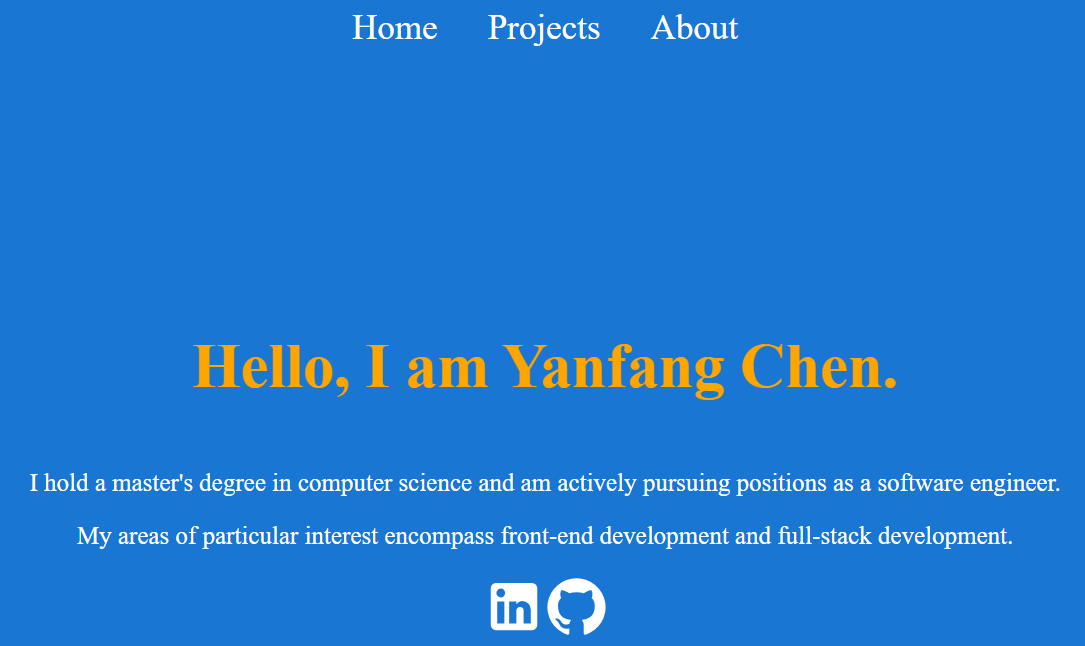 Home Projects About
Hello, I am Yanfang Chen.
I hold a master's degree in computer science and am actively pursuing positions as a software engineer.
My areas of particular interest encompass front-end development and full-stack development.
in